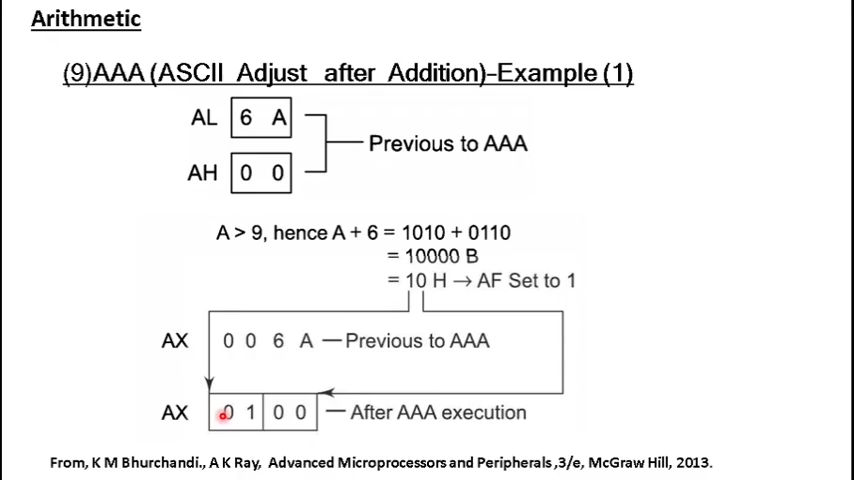 Arithmetic
(9)AAA (ASCII Adjust after Addition)–Example (1)
AL 6 A
Previous to AAA
AH 0 0
A > 9, hence A + 6 = 1010 + 0110
= 10000 B
= 10 H → AF Set to 1
AX 0 0 6 A — Previous to AAA
AX 0 1 0 0 — After AAA execution
From, K M Bhurchandi., A K Ray, Advanced Microprocessors and Peripherals ,3/e, McGraw Hill, 2013.